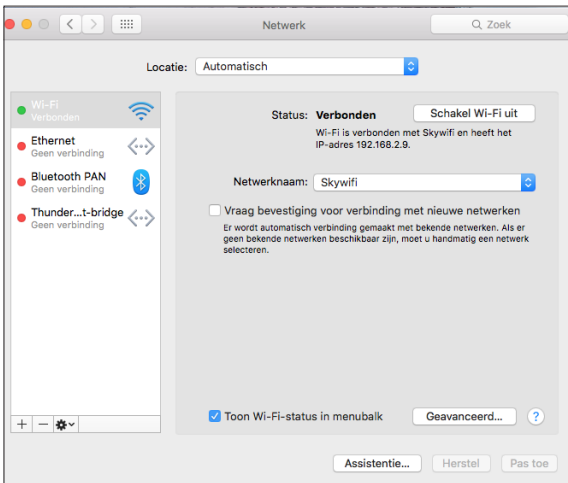 Netwerk
Zoek
Locatie: Automatisch
Wi-Fi
Verbonden
Ethernet
Geen verbinding
Bluetooth PAN
Geen verbinding
Thunder...t-bridge
Geen verbinding
Status: Verbonden
Schakel Wi-Fi uit
Wi-Fi is verbonden met Skywifi en heeft het
IP-adres 192.168.2.9.
Netwerknaam: Skywifi
Vraag bevestiging voor verbinding met nieuwe netwerken
Er wordt automatisch verbinding gemaakt met bekende netwerken. Als er
geen bekende netwerken beschikbaar zijn, moet u handmatig een netwerk
selecteren.
Toon Wi-Fi-status in menubalk
Geavanceerd...
?
Assistentie...
Herstel
Pas toe